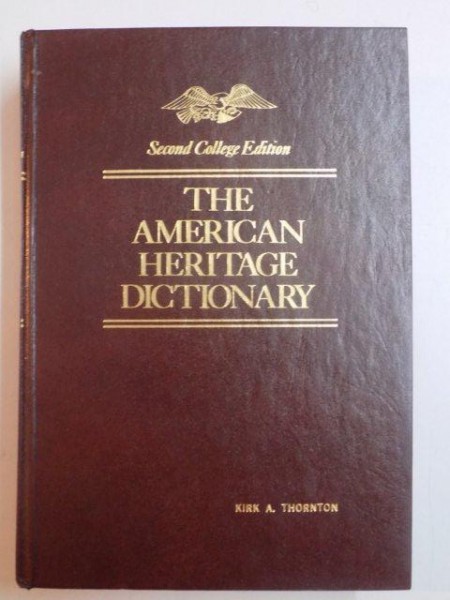 Second College Edition
THE
AMERICAN
HERITAGE
DICTIONARY
KIRK A. THORNTON